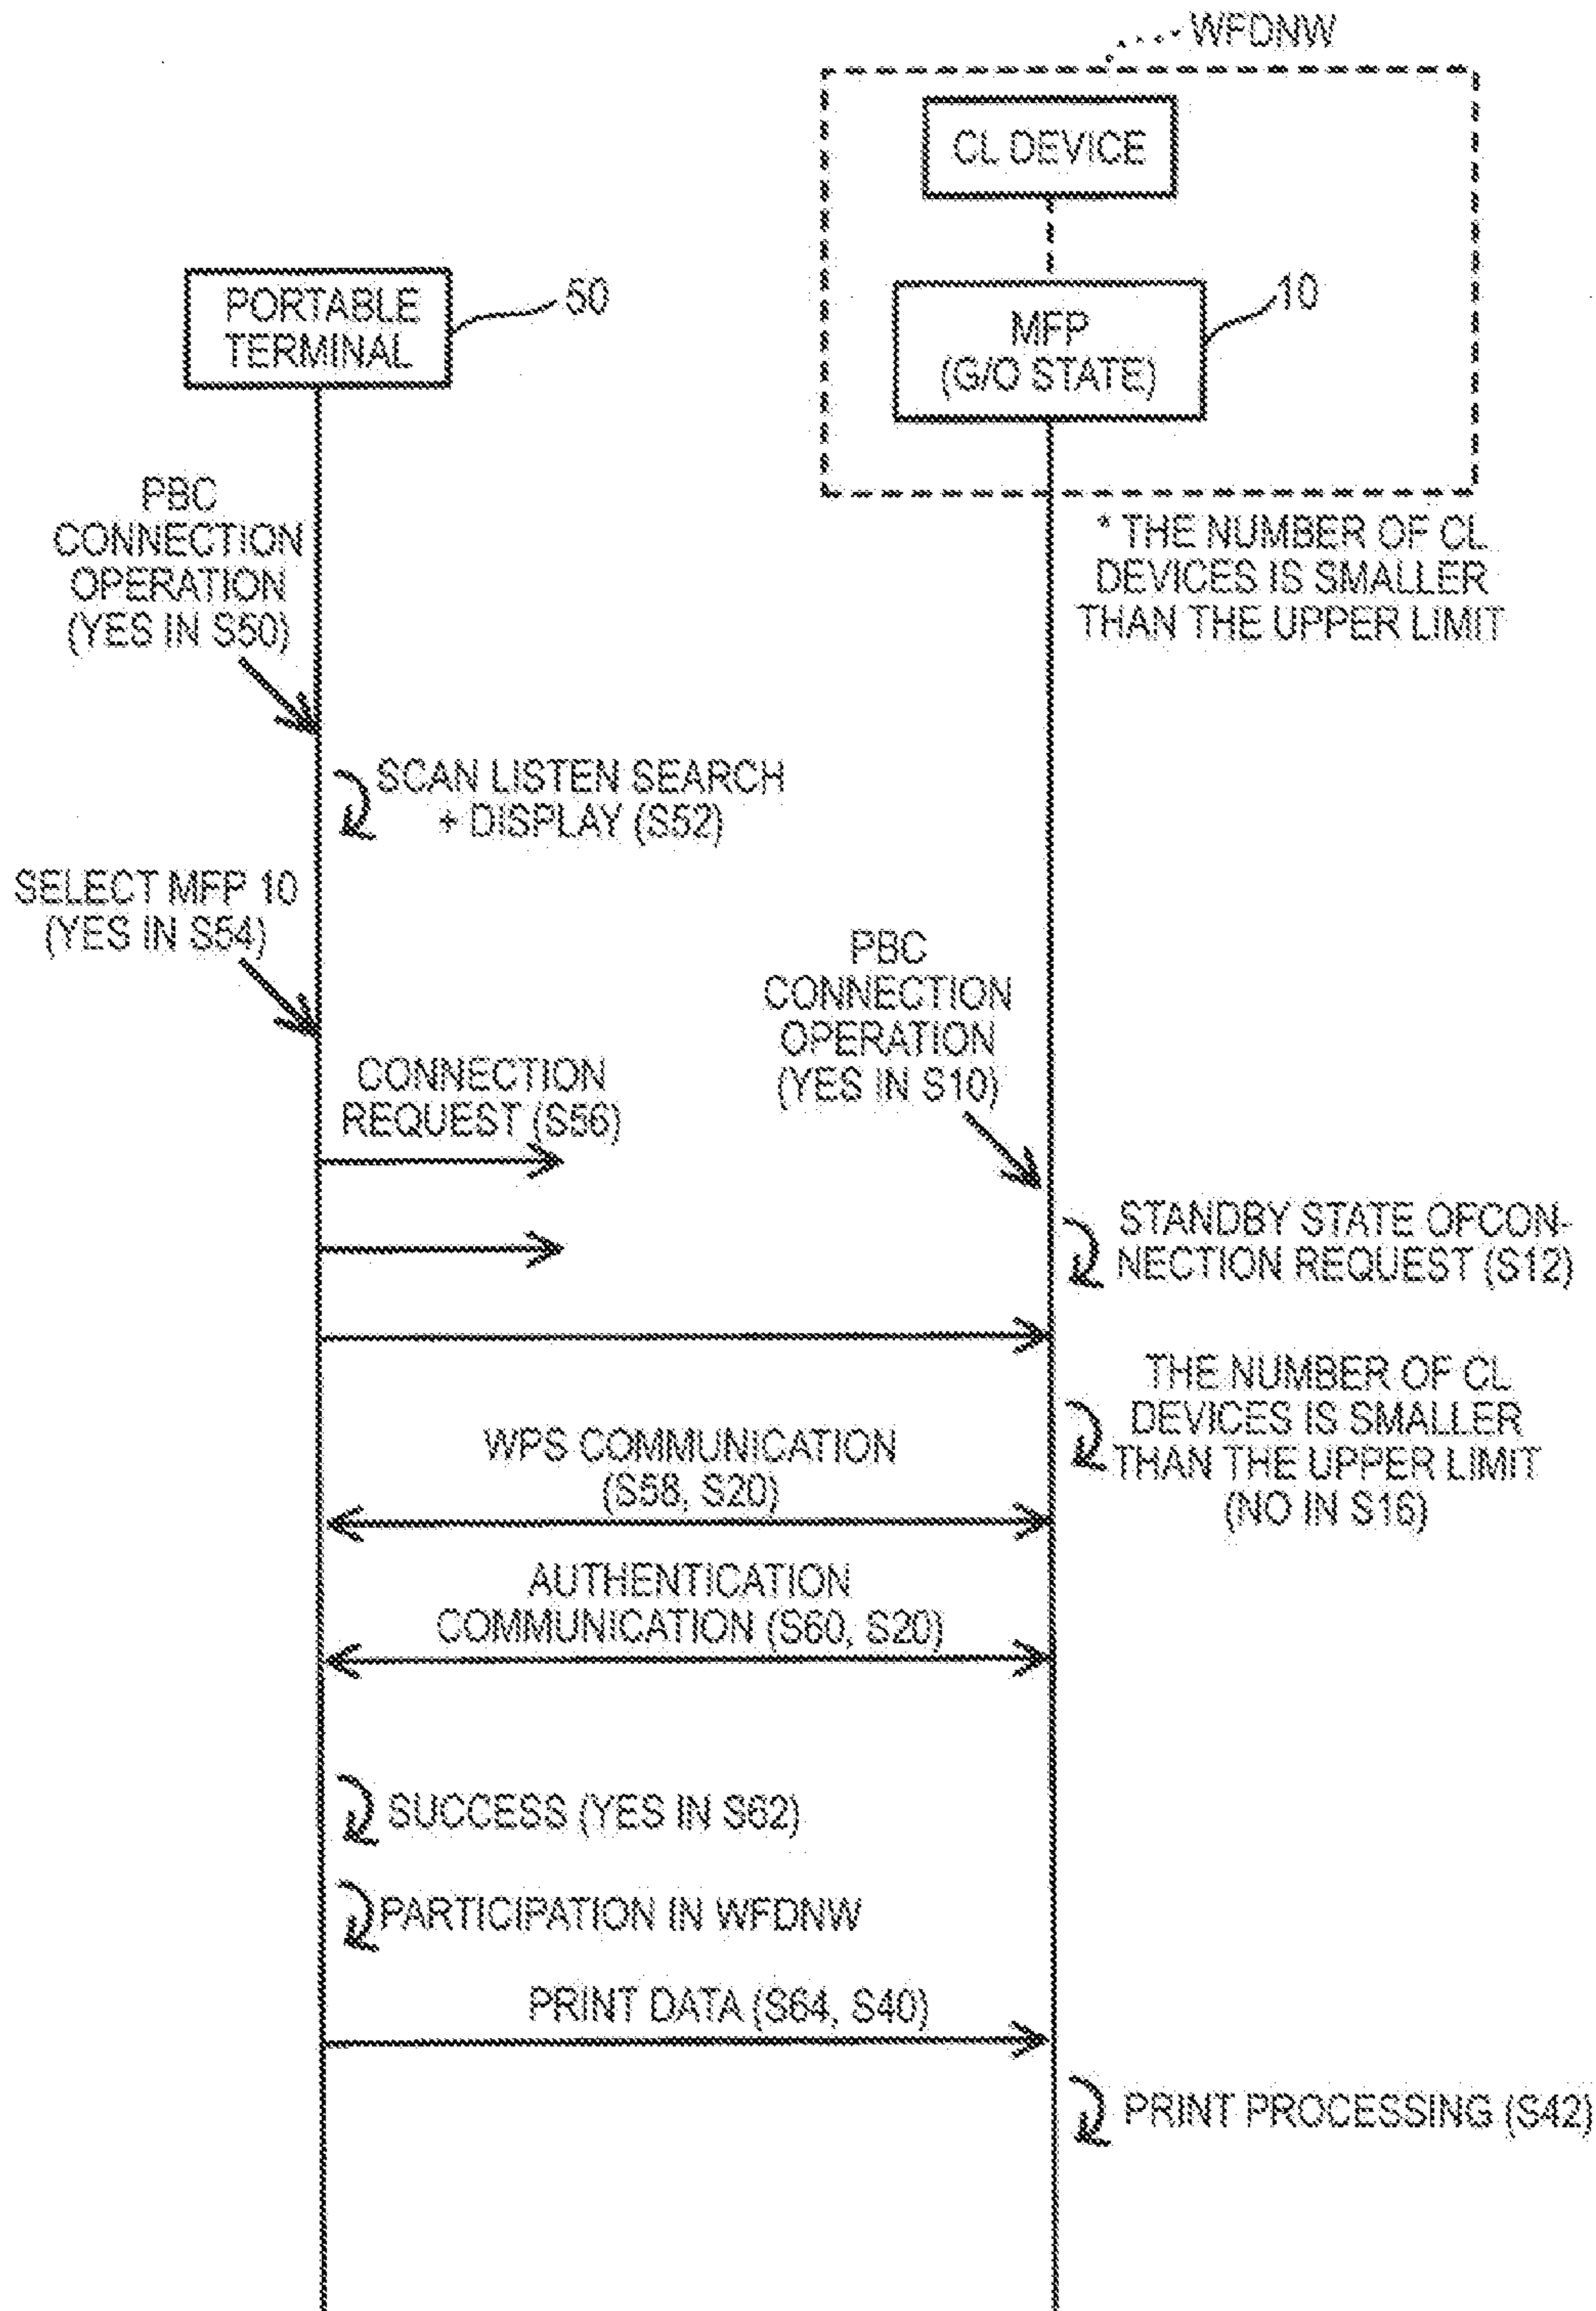 WFDNW
CL DEVICE
PORTABLE
TERMINAL
50
MFP
(G/O STATE)
10
* THE NUMBER OF CL
DEVICES IS SMALLER
THAN THE UPPER LIMIT
PBC
CONNECTION
OPERATION
(YES IN S50)
SCAN LISTEN SEARCH
+ DISPLAY (S52)
SELECT MFP 10
(YES IN S54)
PBC
CONNECTION
OPERATION
(YES IN S10)
CONNECTION
REQUEST (S56)
STANDBY STATE OFCON-
NECTION REQUEST (S12)
THE NUMBER OF CL
DEVICES IS SMALLER
THAN THE UPPER LIMIT
(NO IN S16)
WPS COMMUNICATION
(S58, S20)
AUTHENTICATION
COMMUNICATION (S60, S20)
SUCCESS (YES IN S62)
PARTICIPATION IN WFDNW
PRINT DATA (S64, S40)
PRINT PROCESSING (S42)